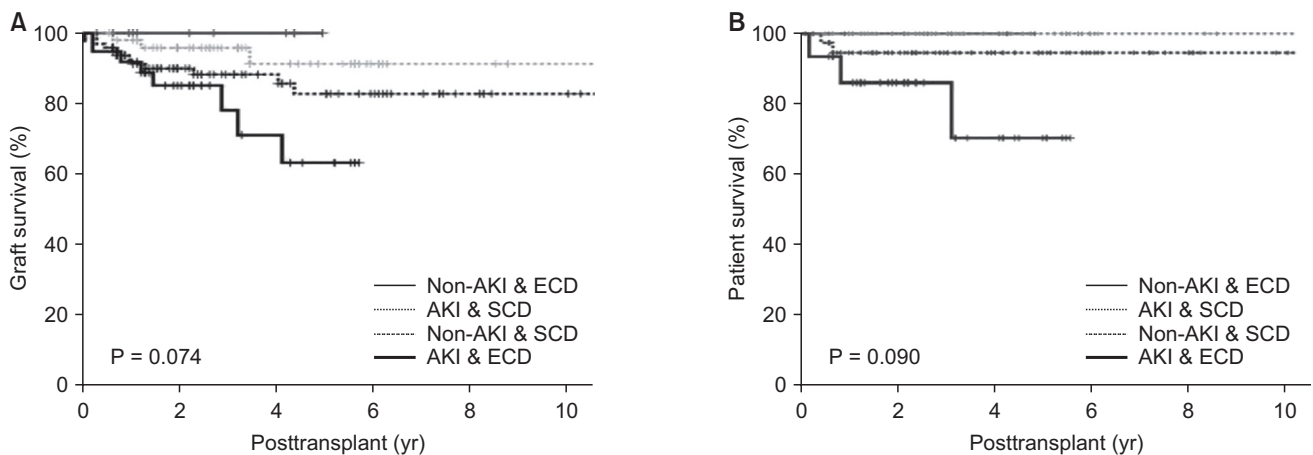 A
100
80
60
40
20
0
Graft survival (%)
Non-AKI & ECD
AKI & SCD
Non-AKI & SCD
AKI & ECD
P = 0.074
0 2 4 6 8 10
Posttransplant (yr)
B
100
80
60
40
20
0
Patient survival (%)
Non-AKI & ECD
AKI & SCD
Non-AKI & SCD
AKI & ECD
P = 0.090
0 2 4 6 8 10
Posttransplant (yr)